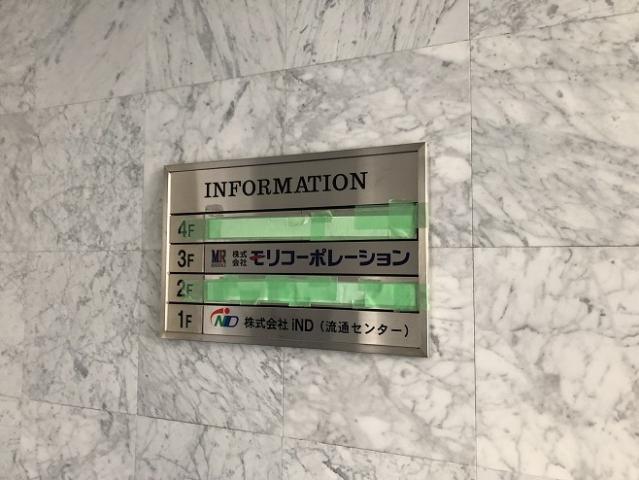 INFORMATION
4F
3F MR 株式会社 モリコーポレーション
2F
1F iND 株式会社 iND（流通センター）